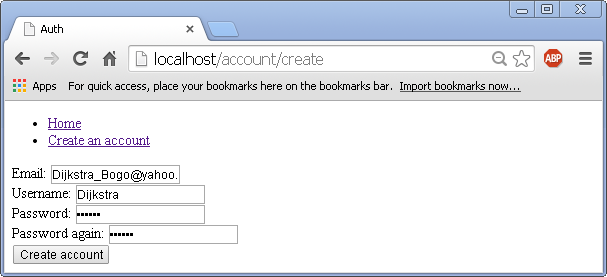 Auth
localhost/account/create
ABP
Apps For quick access, place your bookmarks here on the bookmarks bar. Import bookmarks now...
Home
Create an account
Email: Dijkstra_Bogo@yahoo.
Username: Dijkstra
Password: ••••••
Password again: ••••••
Create account